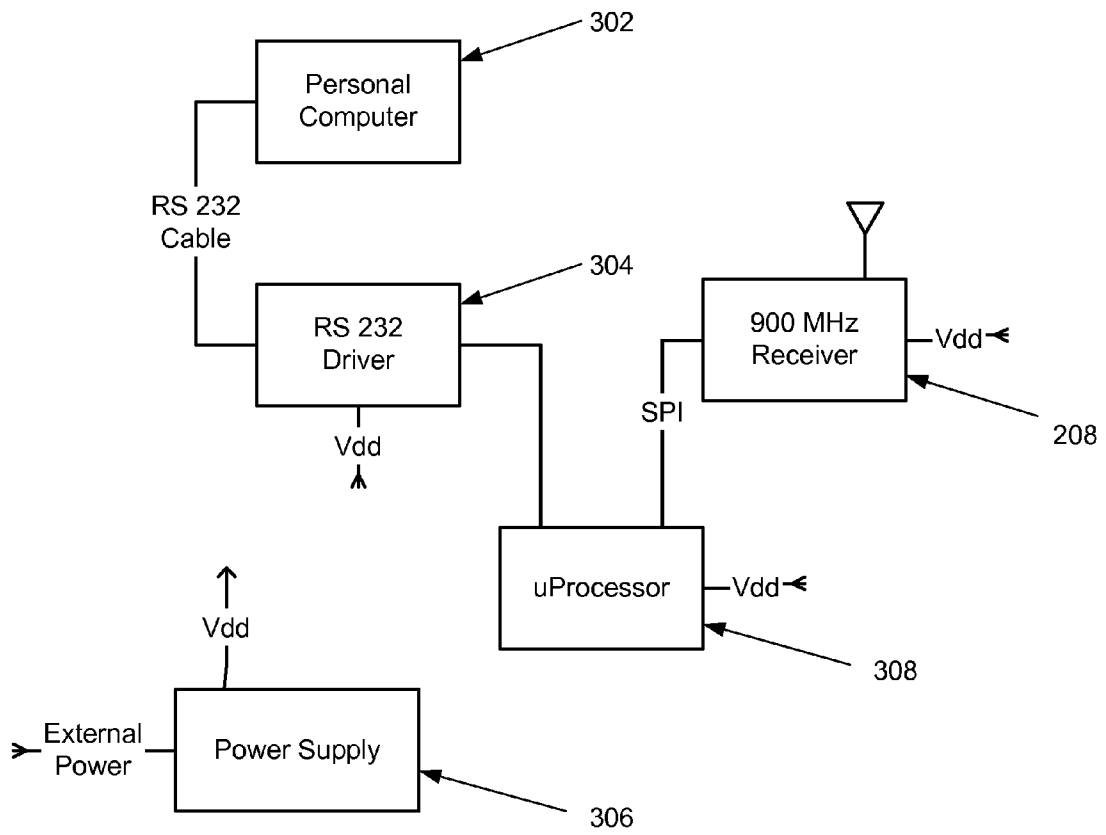 302
Personal
Computer
RS 232
Cable
304
RS 232
Driver
900 MHz
Receiver
Vdd
SPI
208
Vdd
uProcessor
Vdd
308
Vdd
External
Power
Power Supply
306